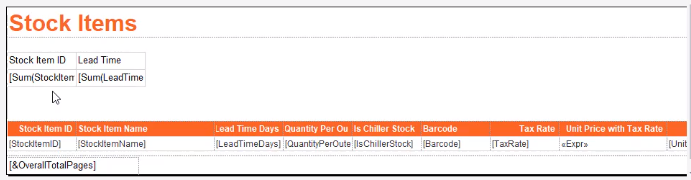 Stock Items
Stock Item ID Lead Time
[Sum(StockItem [Sum(LeadTime
Stock Item ID Stock Item Name Lead Time Days Quantity Per Ou Is Chiller Stock Barcode Tax Rate Unit Price with Tax Rate
[StockItemID] [StockItemName] [LeadTimeDays] [QuantityPerOute [IsChillerStock] [Barcode] [TaxRate] «Expr» [Unit
[&OverallTotalPages]